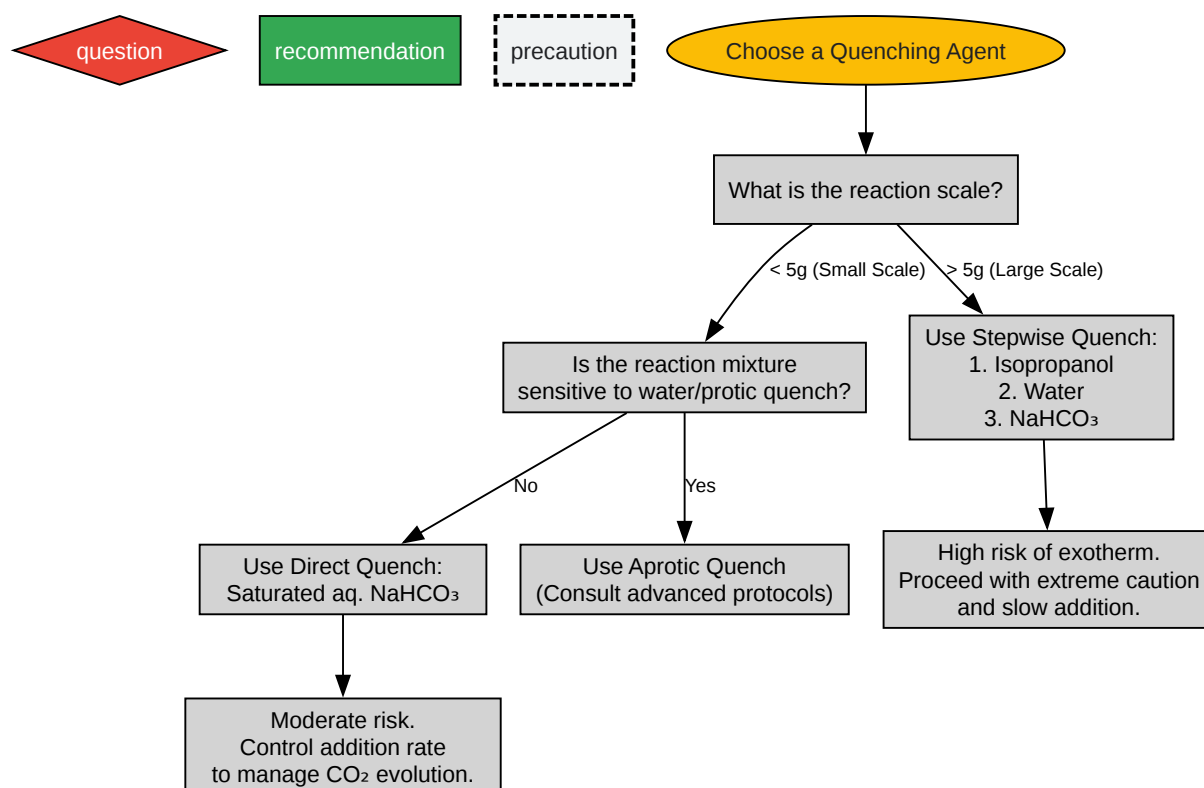 question
recommendation
precaution
Choose a Quenching Agent
What is the reaction scale?
< 5g (Small Scale)
> 5g (Large Scale)
Is the reaction mixture
sensitive to water/protic quench?
Use Stepwise Quench:
1. Isopropanol
2. Water
3. NaHCO₃
No
Yes
Use Direct Quench:
Saturated aq. NaHCO₃
Use Aprotic Quench
(Consult advanced protocols)
High risk of exotherm.
Proceed with extreme caution
and slow addition.
Moderate risk.
Control addition rate
to manage CO₂ evolution.